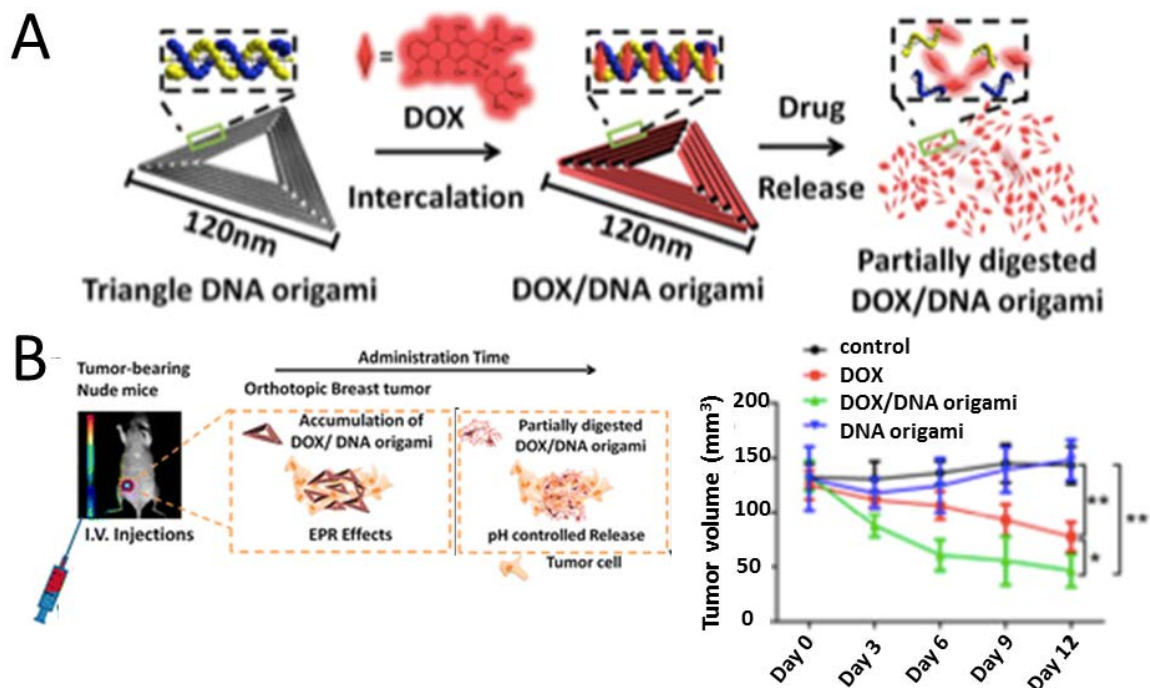 A
=
DOX
Intercalation
Drug
Release
120nm
120nm
Triangle DNA origami
DOX/DNA origami
Partially digested
DOX/DNA origami
B
Tumor-bearing
Nude mice
I.V. Injections
Administration Time
Orthotopic Breast tumor
Accumulation of
DOX/ DNA origami
EPR Effects
Partially digested
DOX/DNA origami
pH controlled Release
Tumor cell
control
DOX
DOX/DNA origami
DNA origami
Tumor volume (mm³)
200
150
100
50
0
Day 0
Day 3
Day 6
Day 9
Day 12
**
*
**